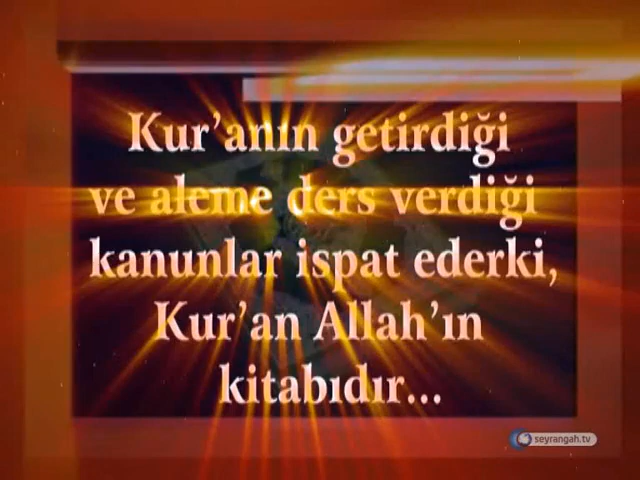 Kur'anın getirdiği
ve aleme ders verdiği
kanunlar ispat ederki,
Kur'an Allah'ın
kitabıdır...
seyrangah.tv